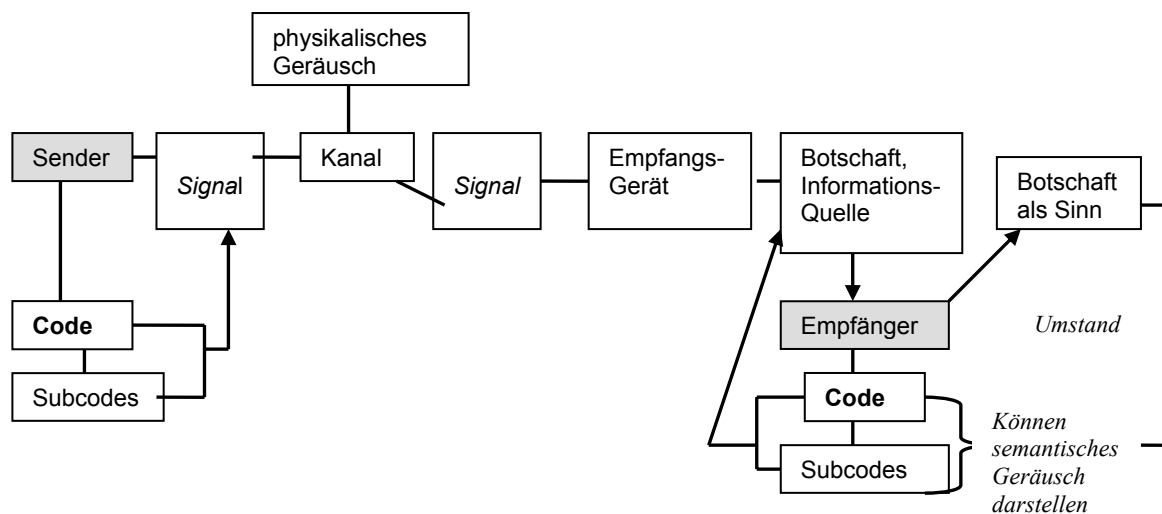 physikalisches
Geräusch
Sender
Signal
Kanal
Signal
Empfangs-
Gerät
Botschaft,
Informations-
Quelle
Botschaft
als Sinn
Code
Subcodes
Empfänger
Umstand
Code
Subcodes
Können
semantisches
Geräusch
darstellen